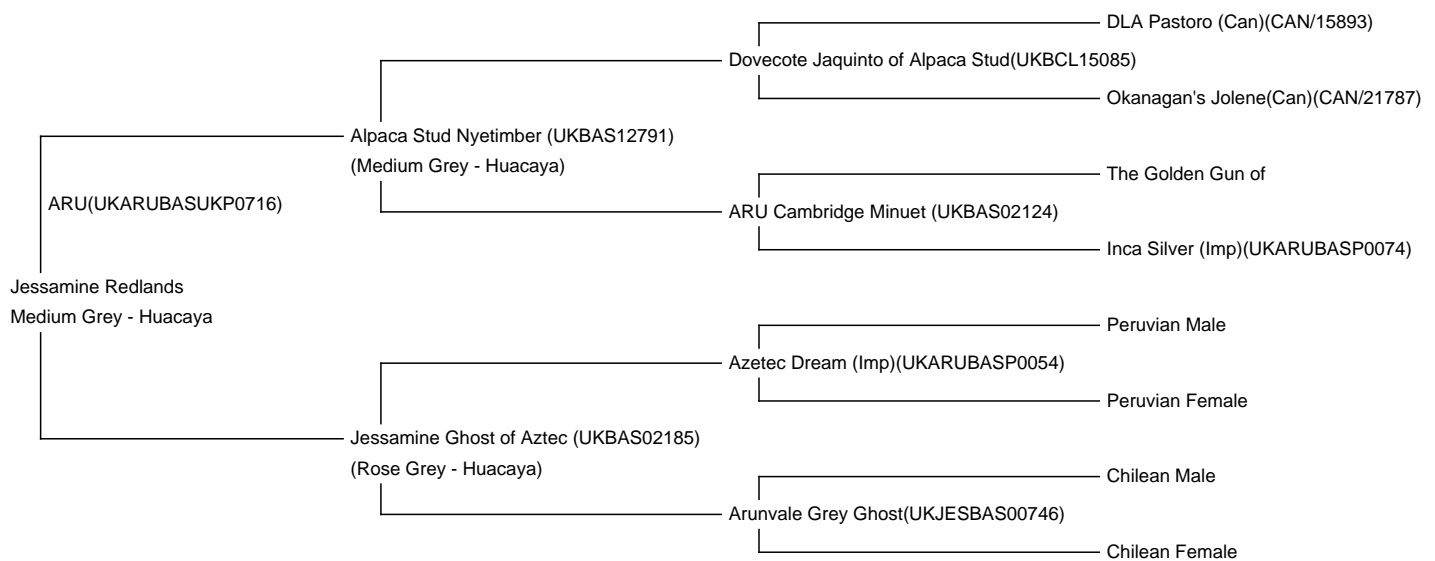 DLA Pastoro (Can)(CAN/15893)
Dovecote Jaquinto of Alpaca Stud(UKBCL15085)
Okanagan's Jolene(Can)(CAN/21787)
Alpaca Stud Nyetimber (UKBAS12791)
(Medium Grey - Huacaya)
The Golden Gun of
ARU(UKARUBASUKP0716)
ARU Cambridge Minuet (UKBAS02124)
Inca Silver (Imp)(UKARUBASP0074)
Jessamine Redlands
Medium Grey - Huacaya
Peruvian Male
Azetec Dream (Imp)(UKARUBASP0054)
Peruvian Female
Jessamine Ghost of Aztec (UKBAS02185)
(Rose Grey - Huacaya)
Chilean Male
Arunvale Grey Ghost(UKJESBAS00746)
Chilean Female